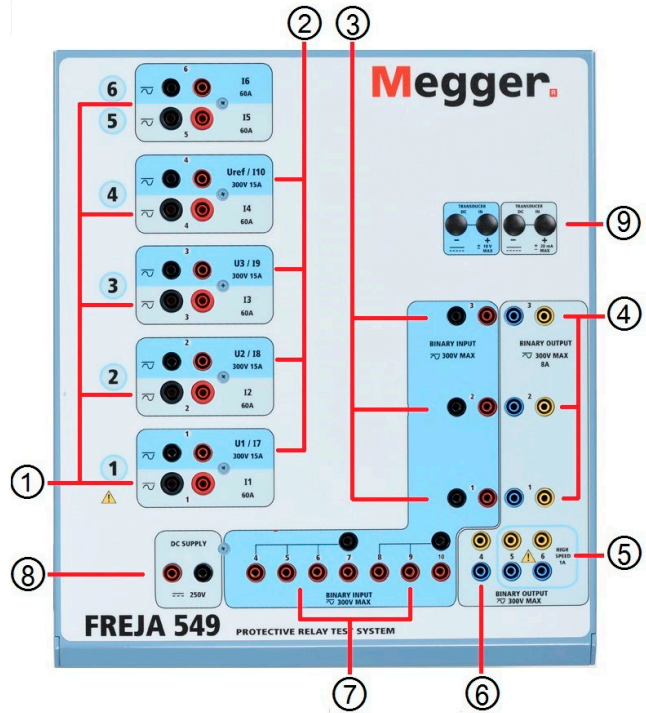 ② ③
Megger®
6
6
I6
60A
5
I5
60A
5
4
4
Uref / I10
300V 15A
I4
60A
4
3
3
U3 / I9
300V 15A
I3
60A
3
2
2
U2 / I8
300V 15A
I2
60A
2
1
1
U1 / I7
300V 15A
I1
60A
1
①
TRANSDUCER
DC IN
− +
± 10 V
MAX
TRANSDUCER
DC IN
− +
± 20 mA
MAX
⑨
3
BINARY INPUT
300V MAX
2
1
3
BINARY OUTPUT
300V MAX
8A
2
1
④
DC SUPPLY
250V
⑧
4 5 6 7 8 9 10
BINARY INPUT
300V MAX
4 5 6
HIGH
SPEED
1A
⑤
BINARY OUTPUT
300V MAX
FREJA 549 PROTECTIVE RELAY TEST SYSTEM
⑦ ⑥